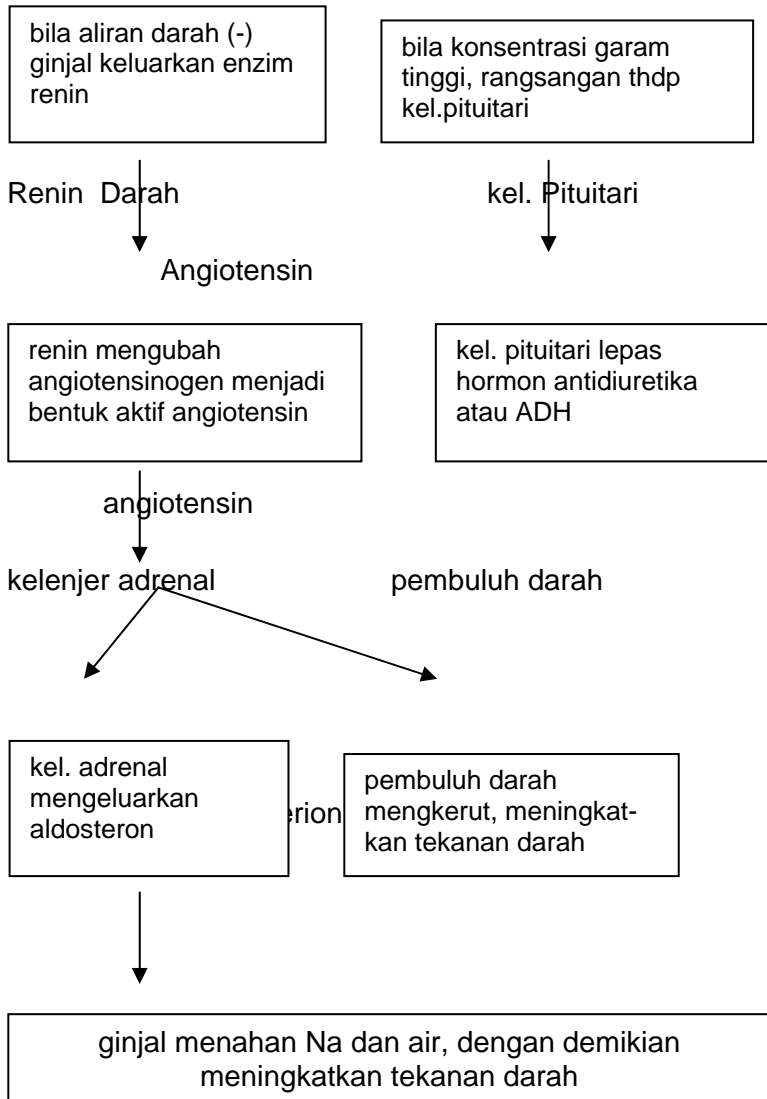 bila aliran darah (-)
ginjal keluarkan enzim
renin
bila konsentrasi garam
tinggi, rangsangan thdp
kel.pituitari
Renin Darah
kel. Pituitari
Angiotensin
renin mengubah
angiotensinogen menjadi
bentuk aktif angiotensin
kel. pituitari lepas
hormon antidiuretika
atau ADH
angiotensin
kelenjer adrenal
pembuluh darah
kel. adrenal
mengeluarkan
aldosteron
pembuluh darah
mengkerut, meningkat-
kan tekanan darah
ginjal menahan Na dan air, dengan demikian
meningkatkan tekanan darah